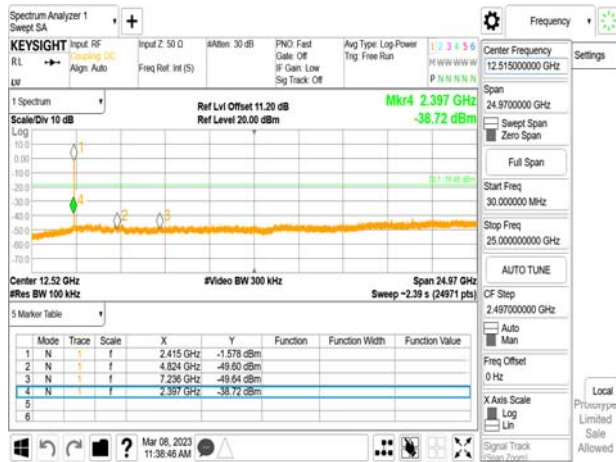 Spectrum Analyzer 1
Swept SA
Frequency
KEYSIGHT Input: RF Input Z: 50 Ω #Atten: 30 dB PNO: Fast Avg Type: Log-Power 1 2 3 4 5 6
RL Coupling: DC Gate: Off Trig: Free Run M W W W W W
Align: Auto Freq Ref: Int (S) IF Gain: Low
Sig Track: Off P N N N N N
1 Spectrum
Scale/Div 10 dB
Ref Lvl Offset 11.20 dB
Ref Level 20.00 dBm
Mkr4 2.397 GHz
-38.72 dBm
Log
10.0
0.00
-10.0
-20.0
-30.0
-40.0
-50.0
-60.0
-70.0
1
4
2
3
Center 12.52 GHz #Video BW 300 kHz Span 24.97 GHz
#Res BW 100 kHz Sweep ~2.39 s (24971 pts)
5 Marker Table
Mode Trace Scale X Y Function Function Width Function Value
1 N 1 f 2.415 GHz -1.578 dBm
2 N 1 f 4.824 GHz -49.60 dBm
3 N 1 f 7.236 GHz -49.64 dBm
4 N 1 f 2.397 GHz -38.72 dBm
5
6
Mar 08, 2023
11:38:46 AM
Center Frequency
12.515000000 GHz
Settings
Span
24.9700000 GHz
Swept Span
Zero Span
Full Span
Start Freq
30.000000 MHz
Stop Freq
25.000000000 GHz
AUTO TUNE
CF Step
2.497000000 GHz
Auto
Man
Freq Offset
0 Hz
X Axis Scale
Log
Lin
Signal Track
(Span Zoom)
Local
Prototype
Limited
Sale
Allowed